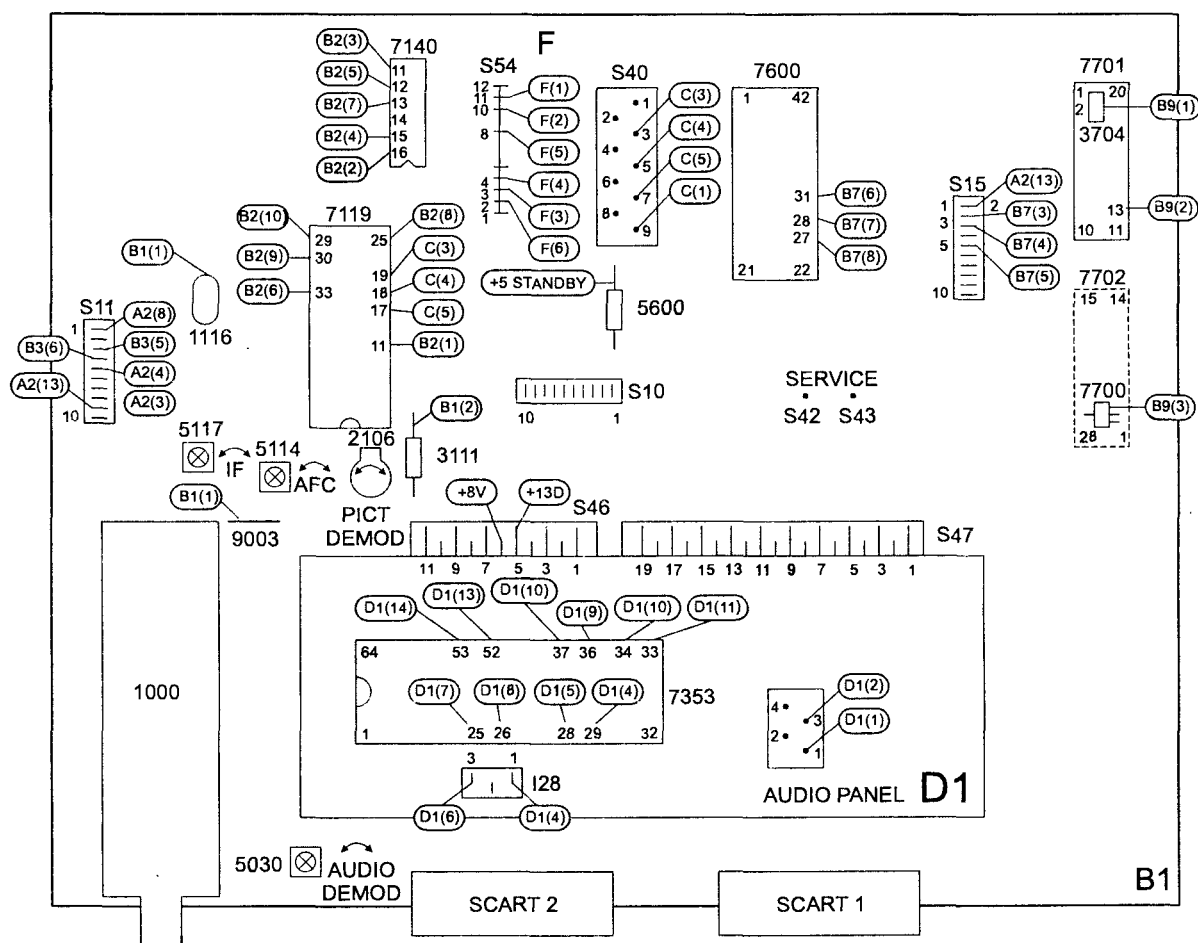 F
B2(3)
B2(5)
B2(7)
B2(4)
B2(2)
7140
11
12
13
14
15
16
S54
12
11
10
8
4
3
2
1
F(1)
F(2)
F(5)
F(4)
F(3)
F(6)
S40
1
2
3
4
5
6
7
8
9
C(3)
C(4)
C(5)
C(1)
7600
1 42
31
28
27
21 22
B7(6)
B7(7)
B7(8)
7701
1 20
2
3704
13
10 11
B9(1)
B9(2)
S15
1 2
3
5
10
A2(13)
B7(3)
B7(4)
B7(5)
7702
15 14
7700
28 1
B9(3)
7119
B2(10)
B2(9)
B2(6)
29 25
30
33
19
18
17
11
B2(8)
C(3)
C(4)
C(5)
B2(1)
B1(1)
1116
S11
1
10
B3(6)
A2(13)
A2(8)
B3(5)
A2(4)
A2(3)
+5 STANDBY
5600
S10
10 1
SERVICE
S42 S43
5117
IF
5114
AFC
2106
PICT
DEMOD
B1(2)
3111
B1(1)
9003
+8V
+13D
S46
11 9 7 5 3 1
S47
19 17 15 13 11 9 7 5 3 1
D1(14)
D1(13)
D1(10)
D1(9)
D1(10)
D1(11)
64 53 52 37 36 34 33
D1(7)
D1(8)
D1(5)
D1(4)
7353
1 25 26 28 29 32
1000
4
3
2
1
D1(2)
D1(1)
3 1
I28
D1(6)
D1(4)
AUDIO PANEL D1
5030
AUDIO
DEMOD
SCART 2
SCART 1
B1